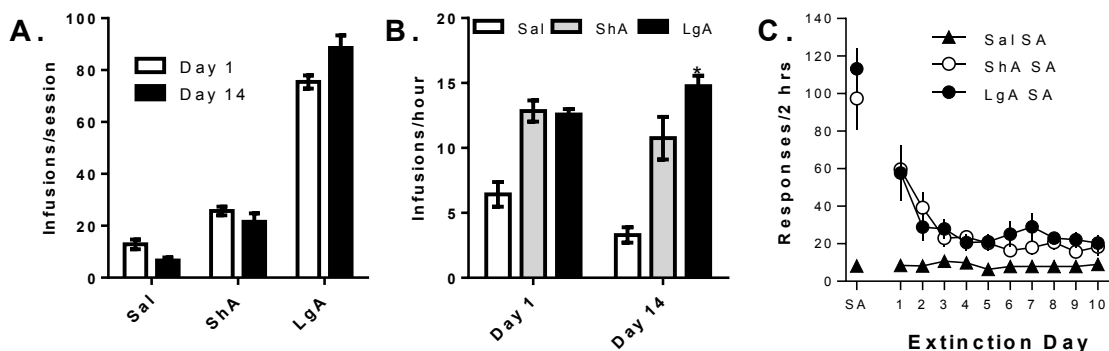 A.
Infusions/session
100
80
60
40
20
0
Day 1
Day 14
Sal
ShA
LgA
B.
Infusions/hour
20
15
10
5
0
Sal ShA LgA
*
Day 1
Day 14
C.
Responses/2 hrs
140
120
100
80
60
40
20
0
Sal SA
ShA SA
LgA SA
SA 1 2 3 4 5 6 7 8 9 10
Extinction Day